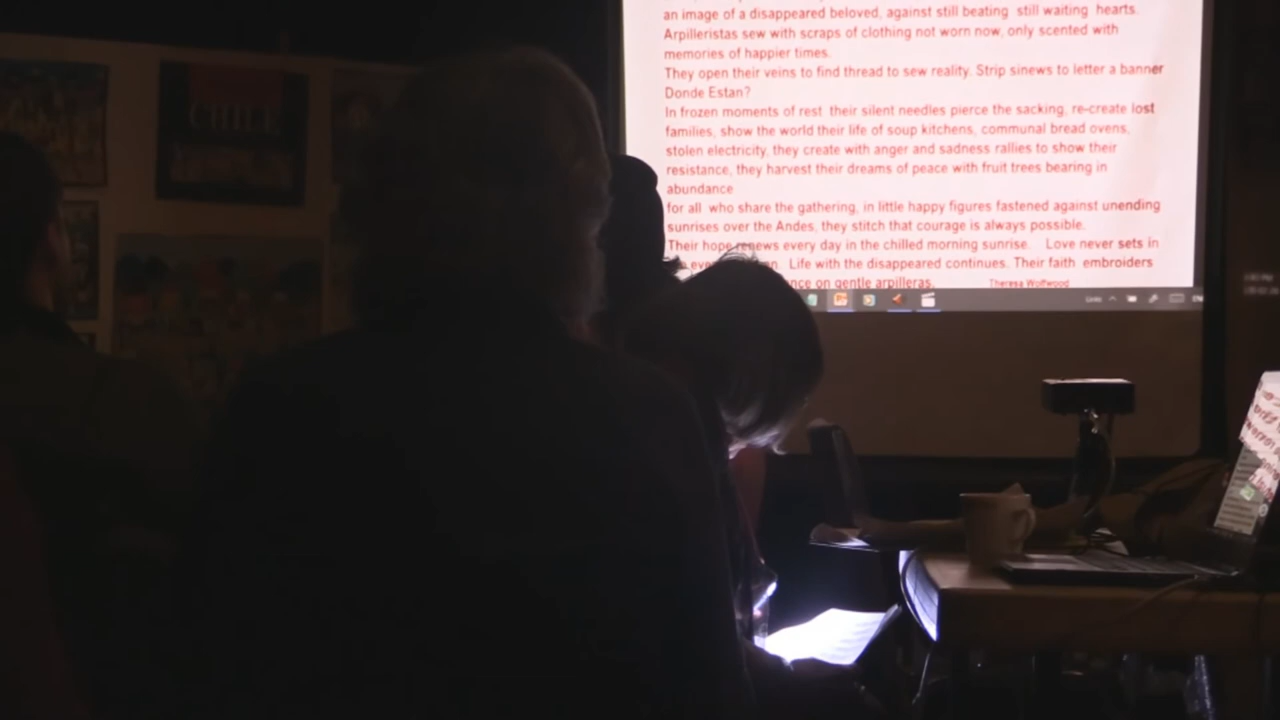 CHILE
an image of a disappeared beloved, against still beating still waiting hearts.
Arpilleristas sew with scraps of clothing not worn now, only scented with
memories of happier times.
They open their veins to find thread to sew reality. Strip sinews to letter a banner
Donde Estan?
In frozen moments of rest their silent needles pierce the sacking, re-create lost
families, show the world their life of soup kitchens, communal bread ovens,
stolen electricity, they create with anger and sadness rallies to show their
resistance, they harvest their dreams of peace with fruit trees bearing in
abundance
for all who share the gathering, in little happy figures fastened against unending
sunrises over the Andes, they stitch that courage is always possible.
Their hope renews every day in the chilled morning sunrise. Love never sets in
Life with the disappeared continues. Their faith embroiders
on gentle arpilleras. Theresa Wolfwood
Links